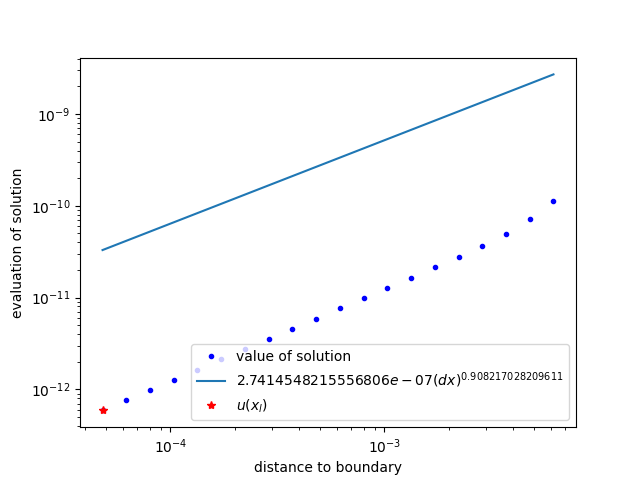 10⁻⁹
10⁻¹⁰
10⁻¹¹
10⁻¹²
evaluation of solution
value of solution
2.7414548215556806e − 07(dx)^0.908217028209611
u(x_l)
10⁻⁴
10⁻³
distance to boundary